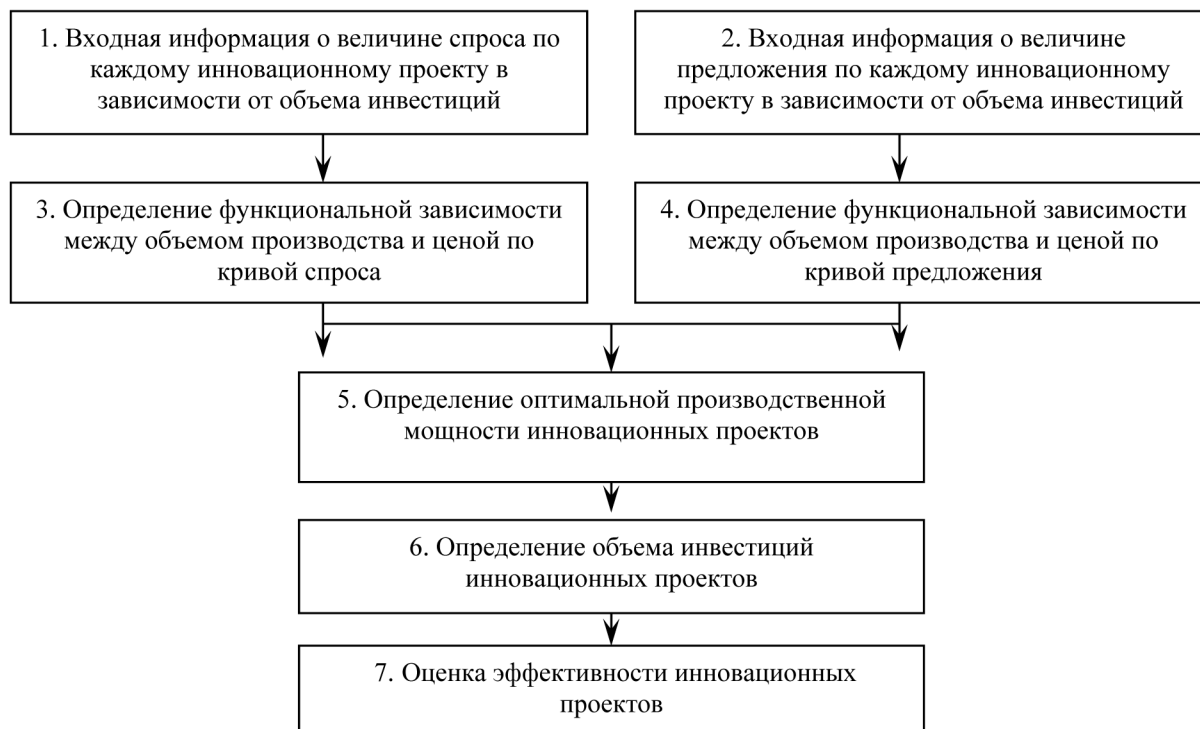 1. Входная информация о величине спроса по
каждому инновационному проекту в
зависимости от объема инвестиций
2. Входная информация о величине
предложения по каждому инновационному
проекту в зависимости от объема инвестиций
3. Определение функциональной зависимости
между объемом производства и ценой по
кривой спроса
4. Определение функциональной зависимости
между объемом производства и ценой по
кривой предложения
5. Определение оптимальной производственной
мощности инновационных проектов
6. Определение объема инвестиций
инновационных проектов
7. Оценка эффективности инновационных
проектов